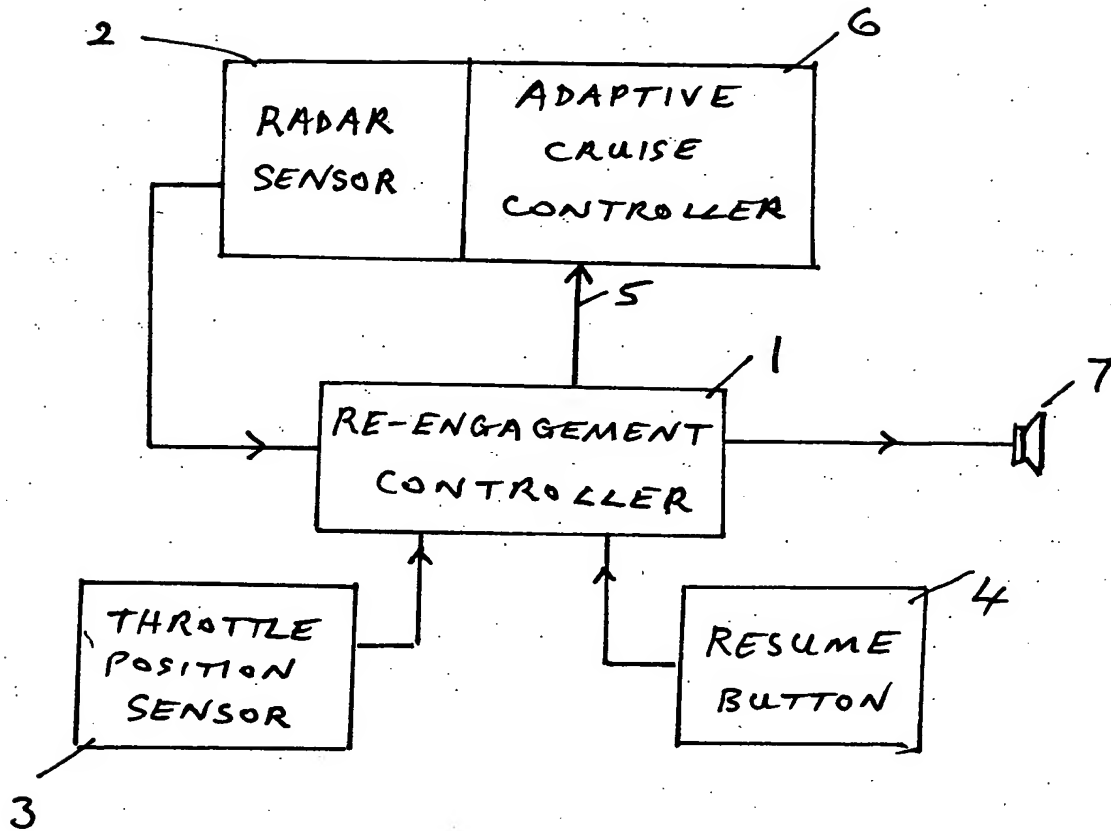 2
6
RADAR
SENSOR
ADAPTIVE
CRUISE
CONTROLLER
5
1
7
RE-ENGAGEMENT
CONTROLLER
THROTTLE
POSITION
SENSOR
3
4
RESUME
BUTTON